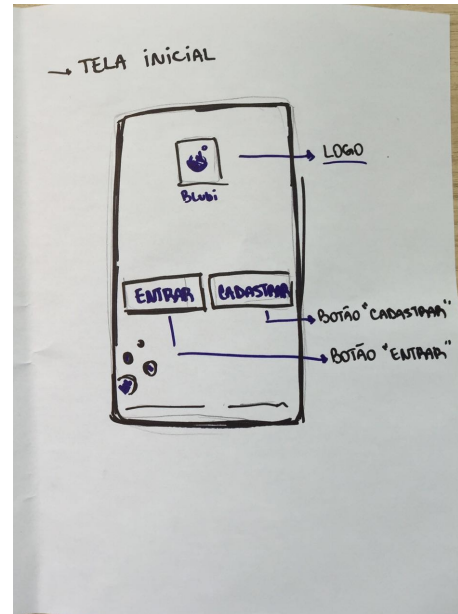 → TELA INICIAL
LOGO
Blubi
ENTRAR CADASTRAR
BOTÃO "CADASTRAR"
BOTÃO "ENTRAR"